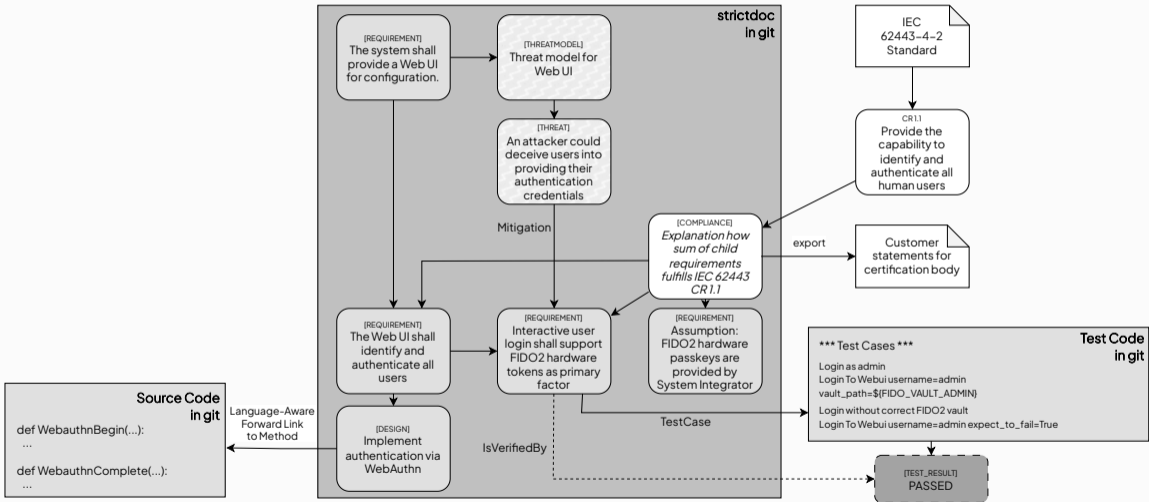 strictdoc
in git
[REQUIREMENT]
The system shall
provide a Web UI
for configuration.
[THREATMODEL]
Threat model for
Web UI
[THREAT]
An attacker could
deceive users into
providing their
authentication
credentials
Mitigation
IEC
62443-4-2
Standard
CR 1.1
Provide the
capability to
identify and
authenticate all
human users
[COMPLIANCE]
Explanation how
sum of child
requirements
fulfills IEC 62443
CR 1.1
export
Customer
statements for
certification body
[REQUIREMENT]
The Web UI shall
identify and
authenticate all
users
[REQUIREMENT]
Interactive user
login shall support
FIDO2 hardware
tokens as primary
factor
[REQUIREMENT]
Assumption:
FIDO2 hardware
passkeys are
provided by
System Integrator
Test Code
in git
*** Test Cases ***
Login as admin
Login To Webui username=admin
vault_path=${FIDO_VAULT_ADMIN}
Login without correct FIDO2 vault
Login To Webui username=admin expect_to_fail=True
TestCase
Source Code
in git
def WebauthnBegin(...):
...
def WebauthnComplete(...):
...
Language-Aware
Forward Link
to Method
[DESIGN]
Implement
authentication via
WebAuthn
IsVerifiedBy
[TEST_RESULT]
PASSED